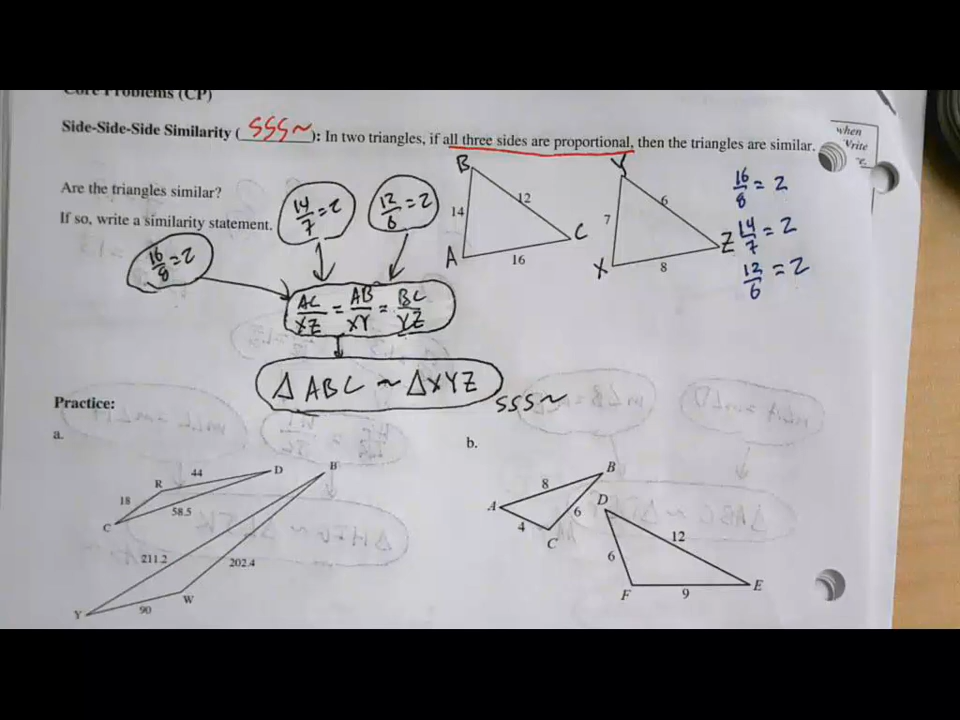 Core Problems (CP)
Side-Side-Side Similarity ( SSS~ ): In two triangles, if all three sides are proportional, then the triangles are similar.
when
Write
Are the triangles similar?
If so, write a similarity statement.
14/7 = 2
12/6 = 2
16/8 = 2
AC/XZ = AB/XY = BC/YZ
Δ ABC ~ Δ XYZ
SSS~
B
14
12
A
16
C
Y
7
6
X
8
Z
16/8 = 2
14/7 = 2
12/6 = 2
Practice:
a.
R
44
D
18
C
58.5
B
211.2
202.4
Y
90
W
b.
A
8
B
4
6
C
D
12
6
F
9
E